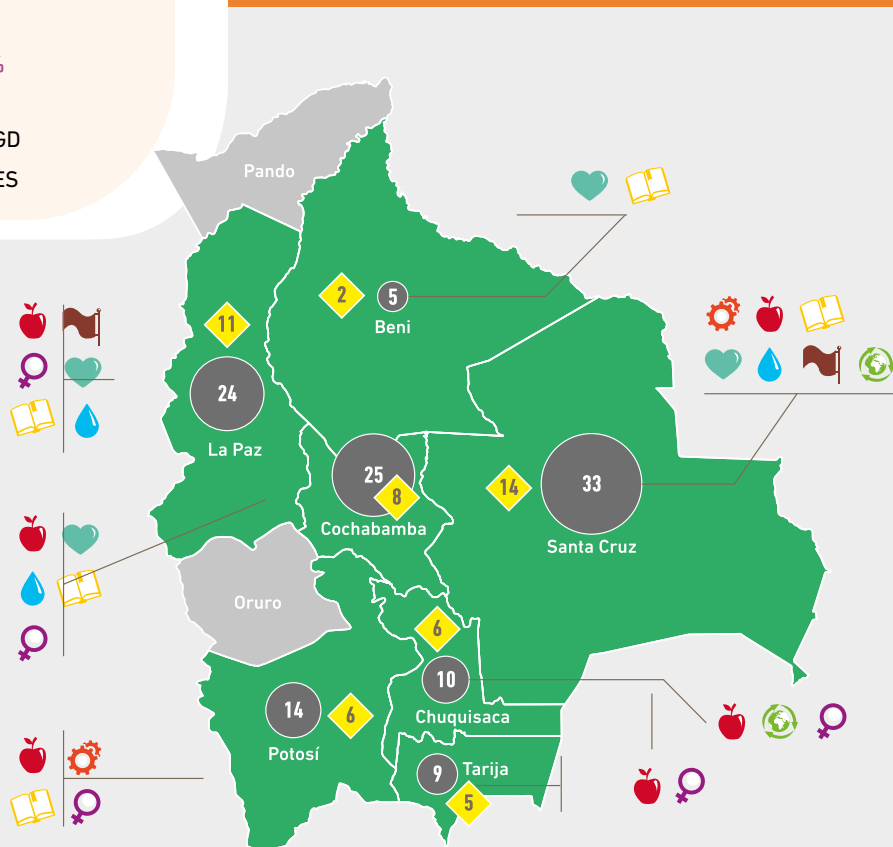 %
GD
ES
Pando
2
5
Beni
11
24
La Paz
25
8
Cochabamba
14
33
Santa Cruz
Oruro
6
10
Chuquisaca
14
6
Potosí
9
Tarija
5